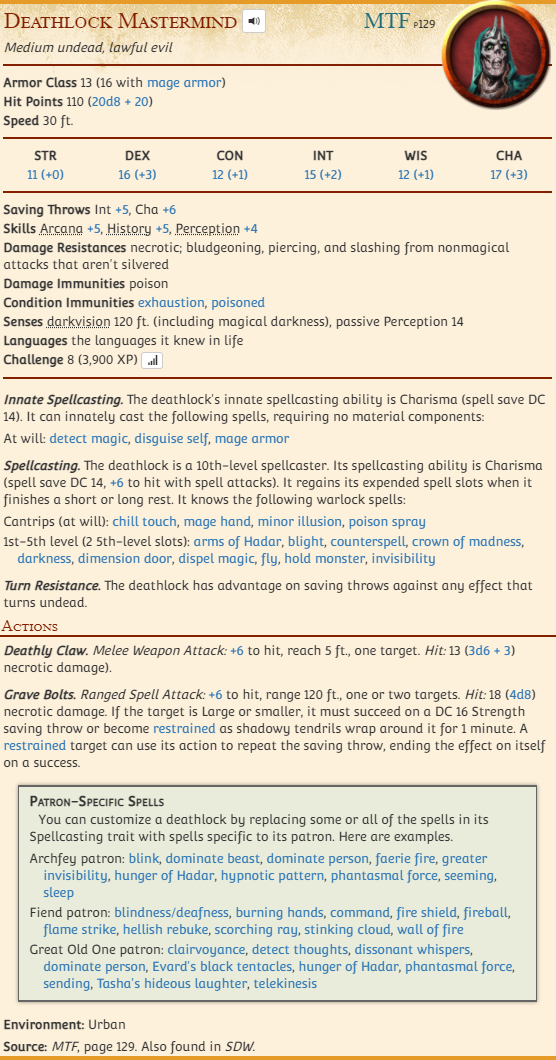 Deathlock Mastermind MTF p129
Medium undead, lawful evil
Armor Class 13 (16 with mage armor)
Hit Points 110 (20d8 + 20)
Speed 30 ft.
STR DEX CON INT WIS CHA
11 (+0) 16 (+3) 12 (+1) 15 (+2) 12 (+1) 17 (+3)
Saving Throws Int +5, Cha +6
Skills Arcana +5, History +5, Perception +4
Damage Resistances necrotic; bludgeoning, piercing, and slashing from nonmagical
attacks that aren't silvered
Damage Immunities poison
Condition Immunities exhaustion, poisoned
Senses darkvision 120 ft. (including magical darkness), passive Perception 14
Languages the languages it knew in life
Challenge 8 (3,900 XP)
Innate Spellcasting. The deathlock's innate spellcasting ability is Charisma (spell save DC
14). It can innately cast the following spells, requiring no material components:
At will: detect magic, disguise self, mage armor
Spellcasting. The deathlock is a 10th-level spellcaster. Its spellcasting ability is Charisma
(spell save DC 14, +6 to hit with spell attacks). It regains its expended spell slots when it
finishes a short or long rest. It knows the following warlock spells:
Cantrips (at will): chill touch, mage hand, minor illusion, poison spray
1st-5th level (2 5th-level slots): arms of Hadar, blight, counterspell, crown of madness,
darkness, dimension door, dispel magic, fly, hold monster, invisibility
Turn Resistance. The deathlock has advantage on saving throws against any effect that
turns undead.
Actions
Deathly Claw. Melee Weapon Attack: +6 to hit, reach 5 ft., one target. Hit: 13 (3d6 + 3)
necrotic damage).
Grave Bolts. Ranged Spell Attack: +6 to hit, range 120 ft., one or two targets. Hit: 18 (4d8)
necrotic damage. If the target is Large or smaller, it must succeed on a DC 16 Strength
saving throw or become restrained as shadowy tendrils wrap around it for 1 minute. A
restrained target can use its action to repeat the saving throw, ending the effect on itself
on a success.
Patron-Specific Spells
You can customize a deathlock by replacing some or all of the spells in its
Spellcasting trait with spells specific to its patron. Here are examples.
Archfey patron: blink, dominate beast, dominate person, faerie fire, greater
invisibility, hunger of Hadar, hypnotic pattern, phantasmal force, seeming,
sleep
Fiend patron: blindness/deafness, burning hands, command, fire shield, fireball,
flame strike, hellish rebuke, scorching ray, stinking cloud, wall of fire
Great Old One patron: clairvoyance, detect thoughts, dissonant whispers,
dominate person, Evard's black tentacles, hunger of Hadar, phantasmal force,
sending, Tasha's hideous laughter, telekinesis
Environment: Urban
Source: MTF, page 129. Also found in SDW.